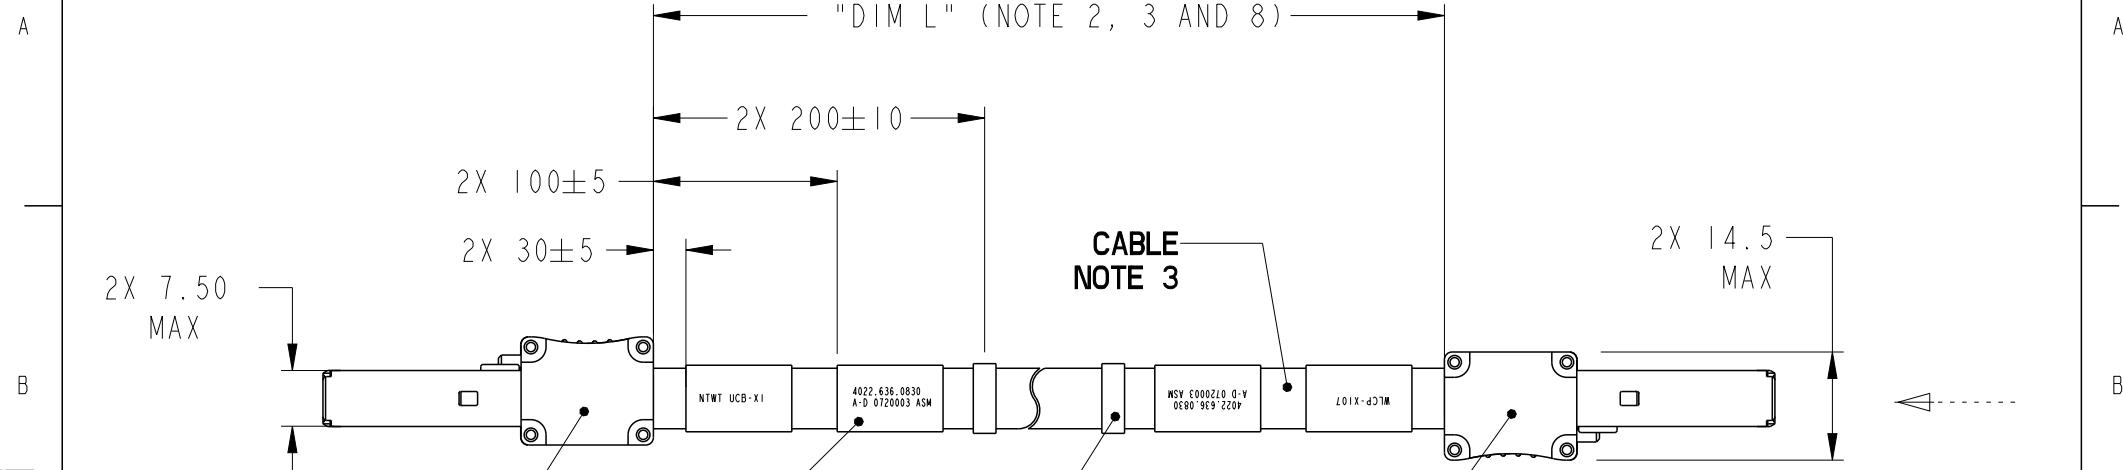 A
A
"DIM L" (NOTE 2, 3 AND 8)
2X 200±10
2X 100±5
2X 30±5
CABLE
NOTE 3
2X 14.5
MAX
2X 7.50
MAX
B
B
NTWT UCB-X1
4022.636.0830
A-D 0720003 ASM
4022.636.0830
A-D 0720003 ASM
WLCP-X107